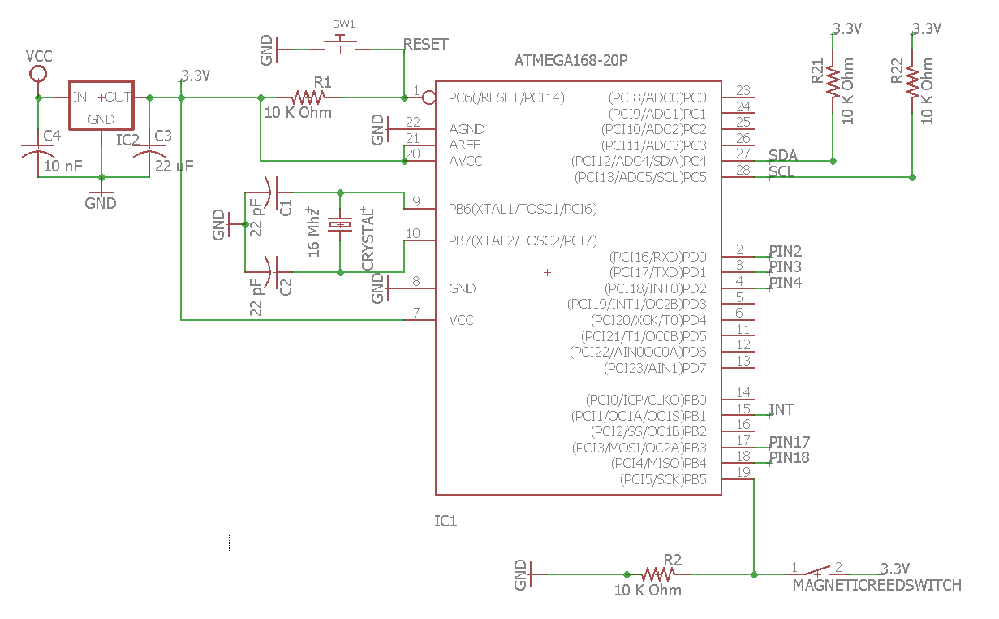 SW1
GND
RESET
VCC
3.3V
IN
+OUT
GND
IC2
C4
10 nF
C3
22 uF
GND
R1
10 K Ohm
ATMEGA168-20P
1
PC6(/RESET/PCI14)
GND
22
AGND
21
AREF
20
AVCC
GND
22 pF
C1
22 pF
C2
16 Mhz
CRYSTAL
9
PB6(XTAL1/TOSC1/PCI6)
10
PB7(XTAL2/TOSC2/PCI7)
GND
8
GND
7
VCC
(PCI8/ADC0)PC0
23
(PCI9/ADC1)PC1
24
(PCI10/ADC2)PC2
25
(PCI11/ADC3)PC3
26
(PCI12/ADC4/SDA)PC4
27
SDA
(PCI13/ADC5/SCL)PC5
28
SCL
3.3V
R21
10 K Ohm
3.3V
R22
10 K Ohm
(PCI16/RXD)PD0
2
PIN2
(PCI17/TXD)PD1
3
PIN3
(PCI18/INT0)PD2
4
PIN4
(PCI19/INT1/OC2B)PD3
5
(PCI20/XCK/T0)PD4
6
(PCI21/T1/OC0B)PD5
11
(PCI22/AIN0OC0A)PD6
12
(PCI23/AIN1)PD7
13
(PCI0/ICP/CLKO)PB0
14
(PCI1/OC1A/OC1S)PB1
15
INT
(PCI2/SS/OC1B)PB2
16
(PCI3/MOSI/OC2A)PB3
17
PIN17
(PCI4/MISO)PB4
18
PIN18
(PCI5/SCK)PB5
19
IC1
GND
R2
10 K Ohm
1
2
3.3V
MAGNETICREEDSWITCH